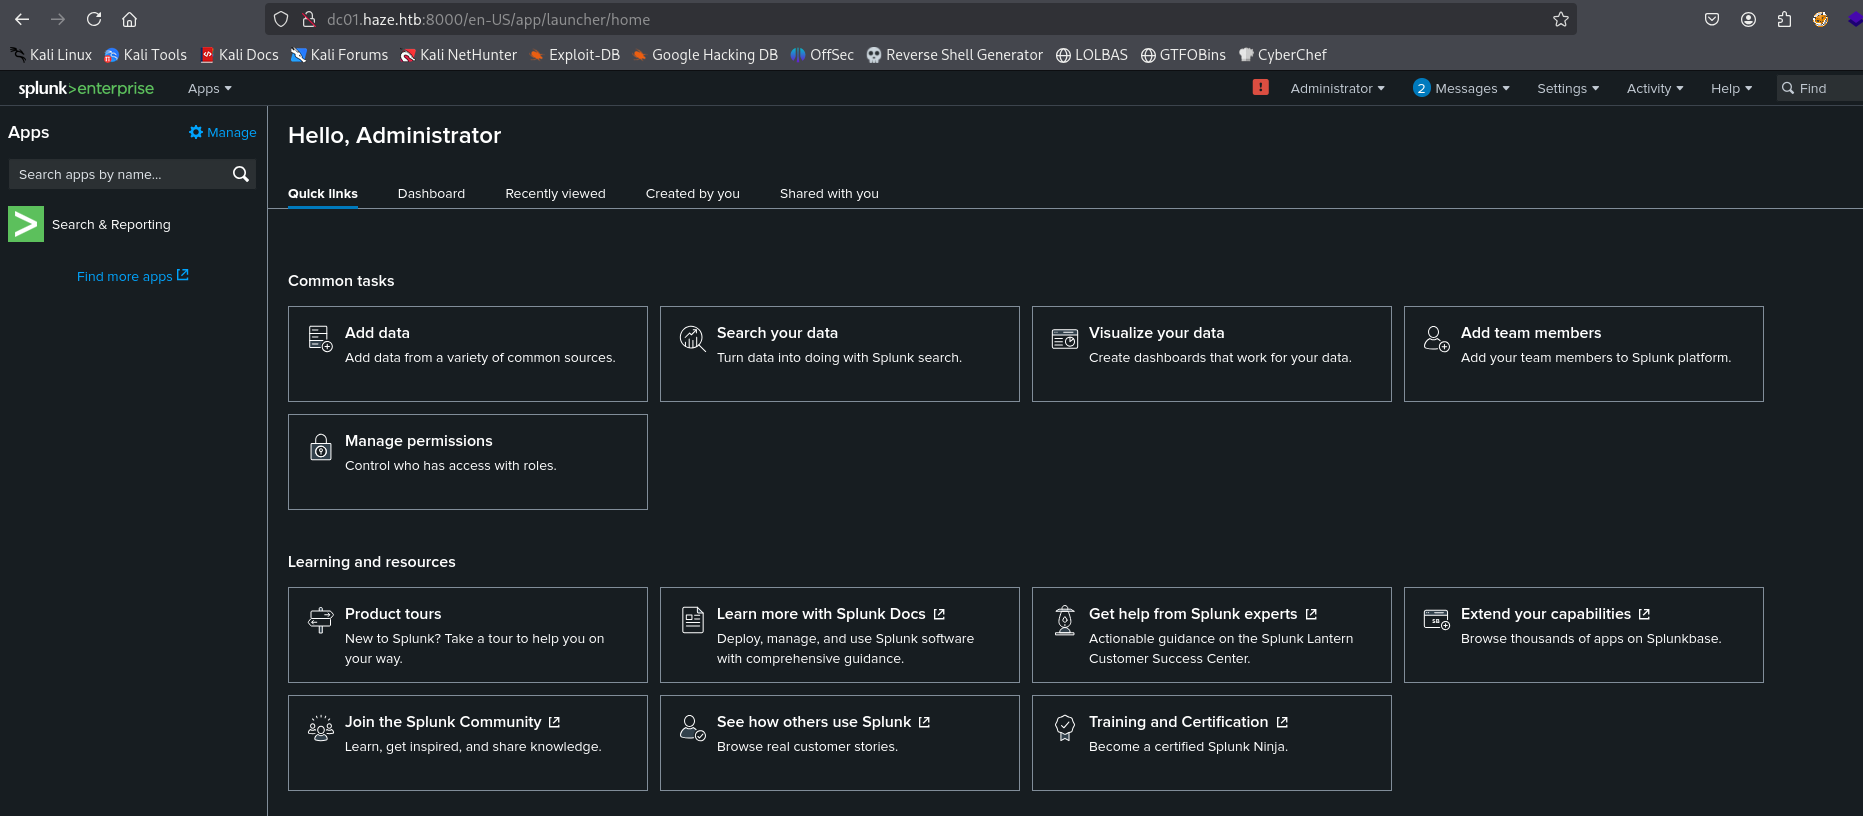 dc01.haze.htb:8000/en-US/app/launcher/home
Kali Linux Kali Tools Kali Docs Kali Forums Kali NetHunter Exploit-DB Google Hacking DB OffSec Reverse Shell Generator LOLBAS GTFOBins CyberChef
splunk>enterprise Apps ! Administrator 2 Messages Settings Activity Help Find
Apps Manage
Hello, Administrator
Search apps by name...
Quick links Dashboard Recently viewed Created by you Shared with you
Search & Reporting
Find more apps
Common tasks
Add data
Add data from a variety of common sources.
Search your data
Turn data into doing with Splunk search.
Visualize your data
Create dashboards that work for your data.
Add team members
Add your team members to Splunk platform.
Manage permissions
Control who has access with roles.
Learning and resources
Product tours
New to Splunk? Take a tour to help you on
your way.
Learn more with Splunk Docs
Deploy, manage, and use Splunk software
with comprehensive guidance.
Get help from Splunk experts
Actionable guidance on the Splunk Lantern
Customer Success Center.
Extend your capabilities
Browse thousands of apps on Splunkbase.
Join the Splunk Community
Learn, get inspired, and share knowledge.
See how others use Splunk
Browse real customer stories.
Training and Certification
Become a certified Splunk Ninja.